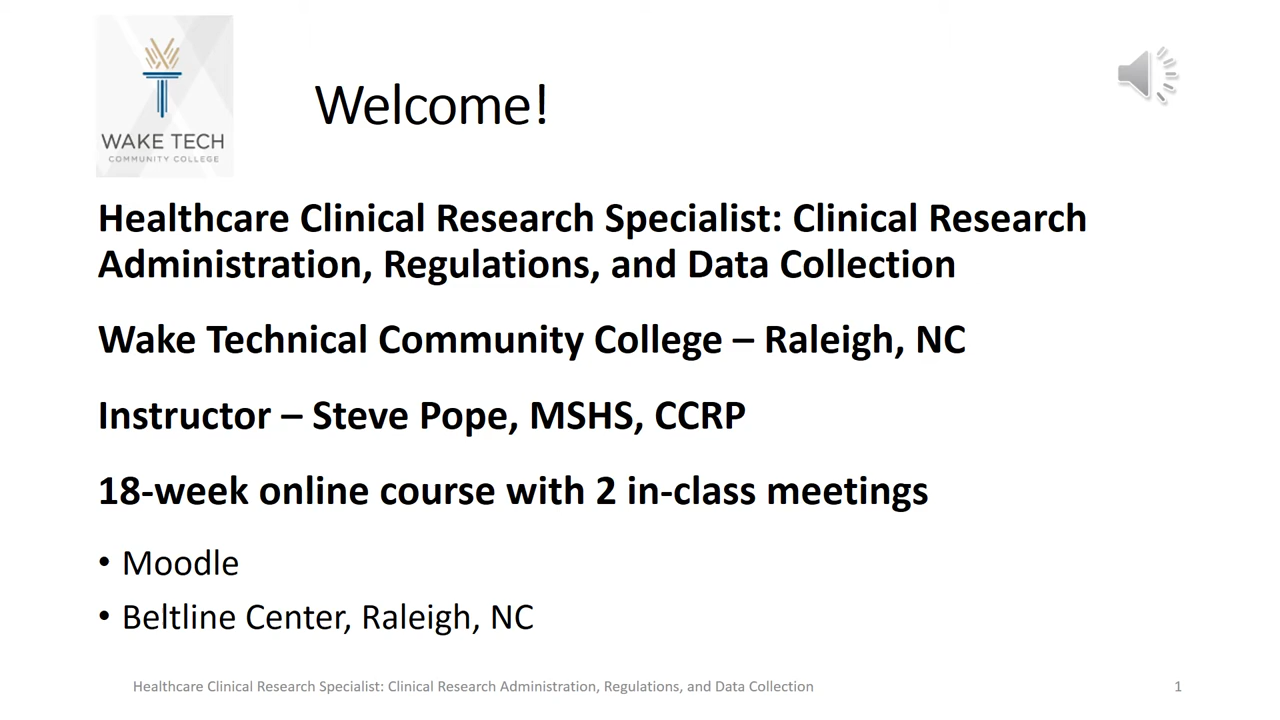 WAKE TECH
COMMUNITY COLLEGE
Welcome!
Healthcare Clinical Research Specialist: Clinical Research
Administration, Regulations, and Data Collection
Wake Technical Community College – Raleigh, NC
Instructor – Steve Pope, MSHS, CCRP
18-week online course with 2 in-class meetings
• Moodle
• Beltline Center, Raleigh, NC
Healthcare Clinical Research Specialist: Clinical Research Administration, Regulations, and Data Collection
1